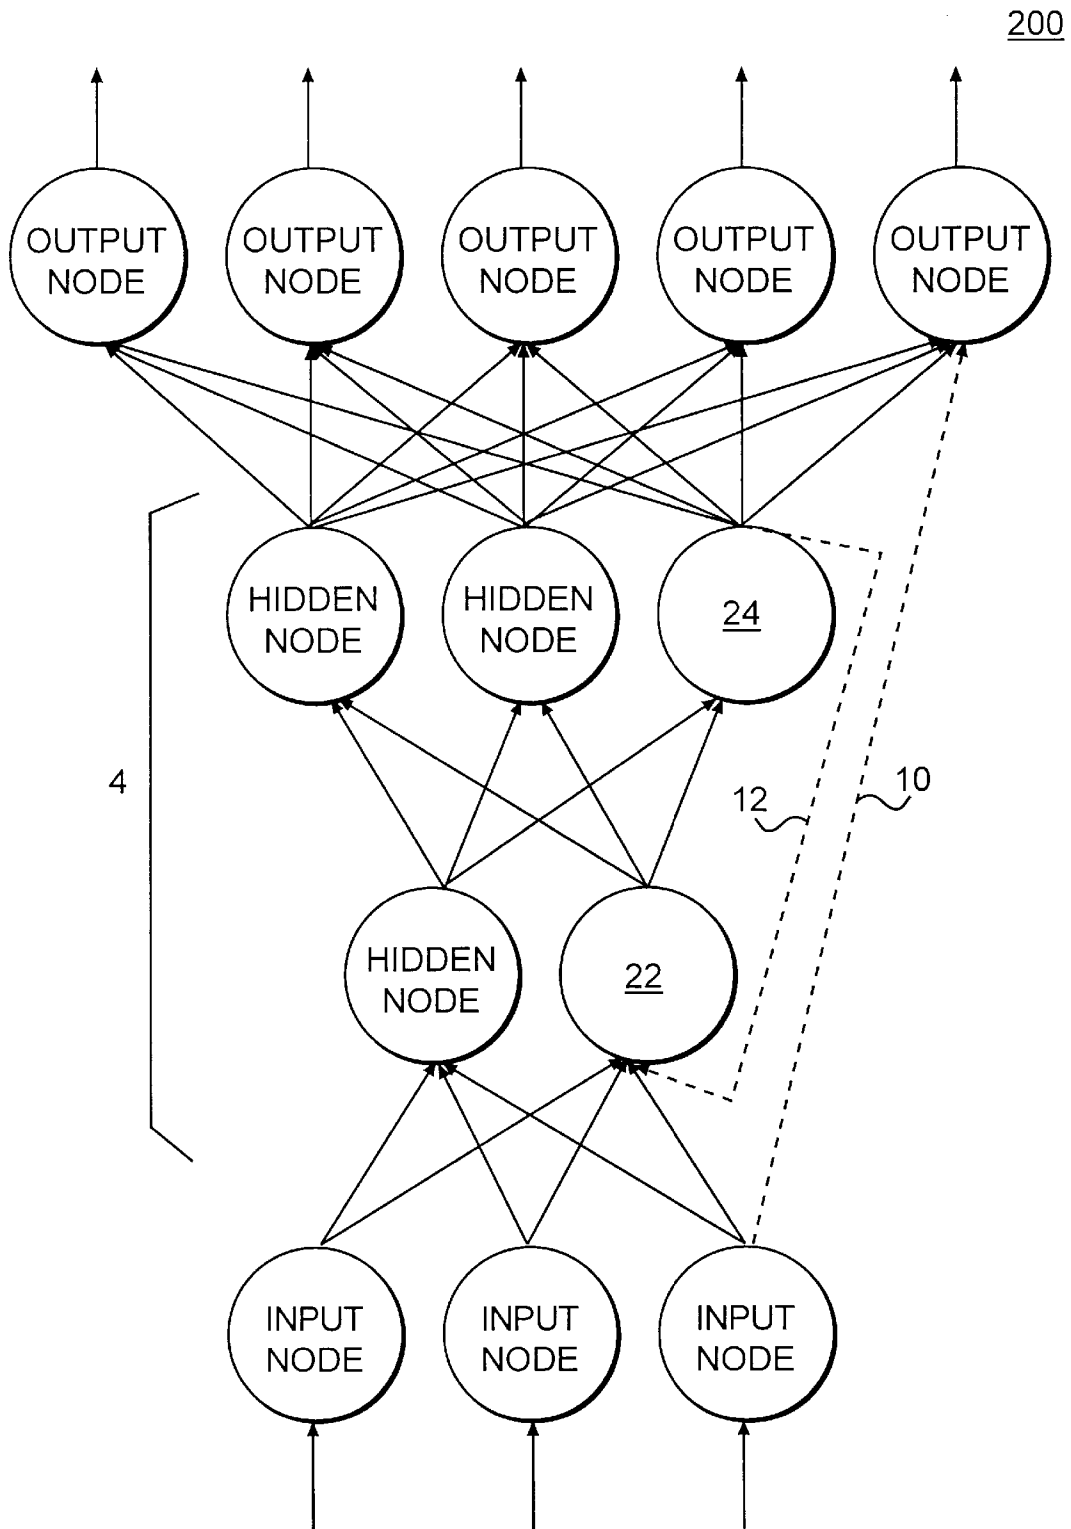 200
OUTPUT
NODE
OUTPUT
NODE
OUTPUT
NODE
OUTPUT
NODE
OUTPUT
NODE
HIDDEN
NODE
HIDDEN
NODE
24
4
12
10
HIDDEN
NODE
22
INPUT
NODE
INPUT
NODE
INPUT
NODE